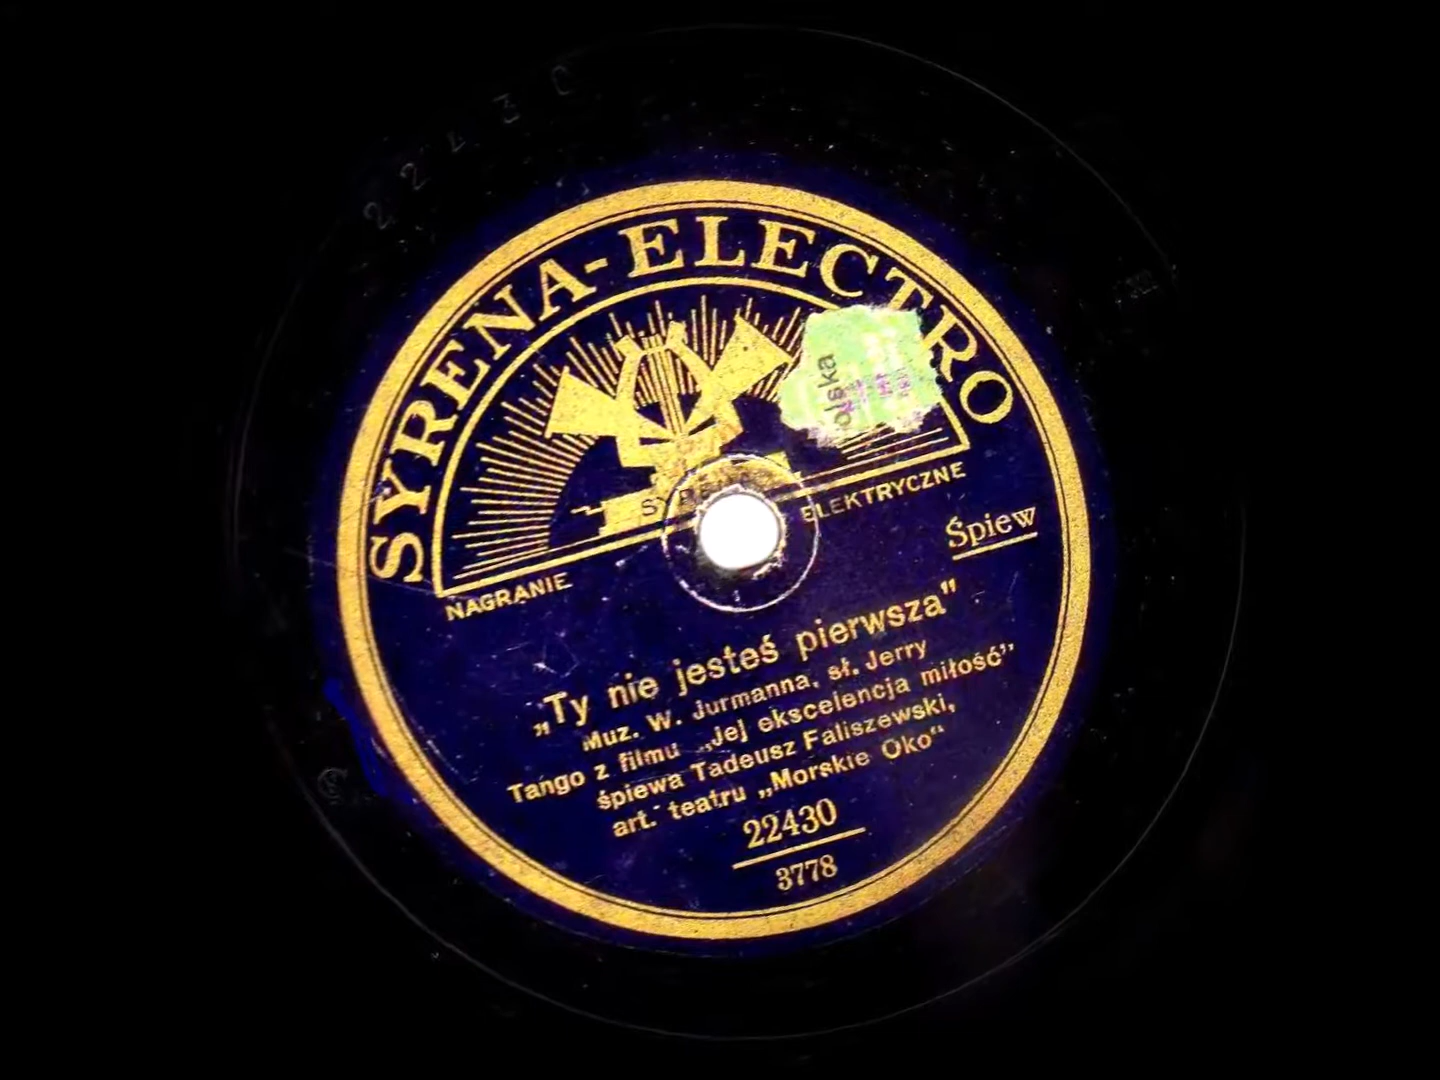 SYRENA-ELECTRO
olska
NAGRANIE ELEKTRYCZNE
Śpiew
„Ty nie jesteś pierwsza”
Muz. W. Jurmanna, sł. Jerry
Tango z filmu „Jej ekscelencja miłość”
śpiewa Tadeusz Faliszewski,
art. teatru „Morskie Oko“
22430
3778